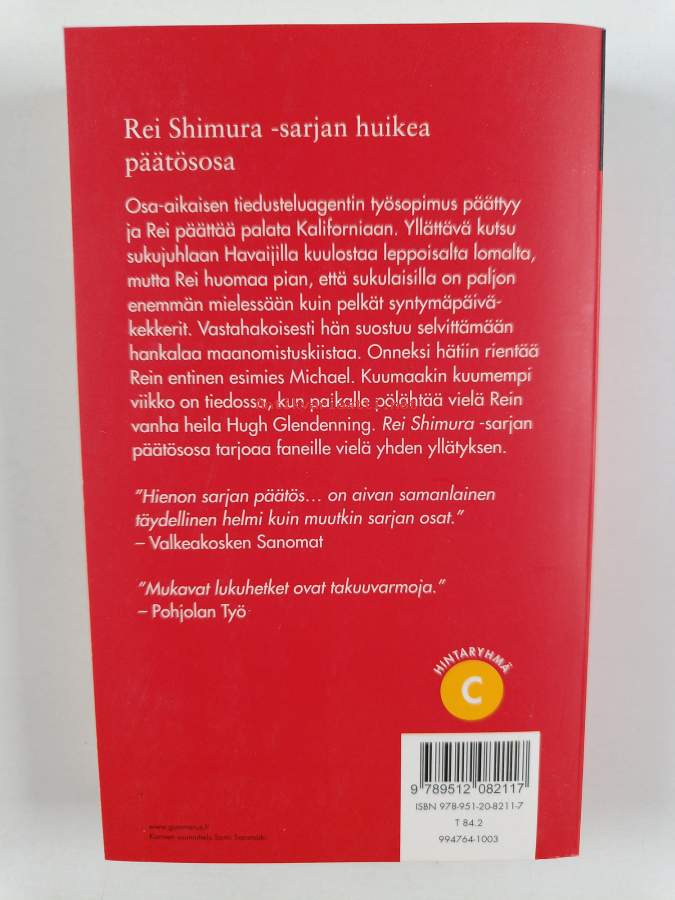 Rei Shimura -sarjan huikea
päätösosa
Osa-aikaisen tiedusteluagentin työsopimus päättyy
ja Rei päättää palata Kaliforniaan. Yllättävä kutsu
sukujuhlaan Havaijilla kuulostaa leppoisalta lomalta,
mutta Rei huomaa pian, että sukulaisilla on paljon
enemmän mielessään kuin pelkät syntymäpäivä-
kekkerit. Vastahakoisesti hän suostuu selvittämään
hankalaa maanomistuskiistaa. Onneksi hätiin rientää
Rein entinen esimies Michael. Kuumaakin kuumempi
viikko on tiedossa, kun paikalle pölähtää vielä Rein
vanha heila Hugh Glendenning. Rei Shimura -sarjan
päätösosa tarjoaa faneille vielä yhden yllätyksen.
"Hienon sarjan päätös... on aivan samanlainen
täydellinen helmi kuin muutkin sarjan osat."
– Valkeakosken Sanomat
"Mukavat lukuhetket ovat takuuvarmoja."
– Pohjolan Työ
HINTARYHMÄ
C
9 789512 082117
ISBN 978-951-20-8211-7
T 84.2
994764-1003
www.gummerus.fi
Kannen suunnittelu Sanna